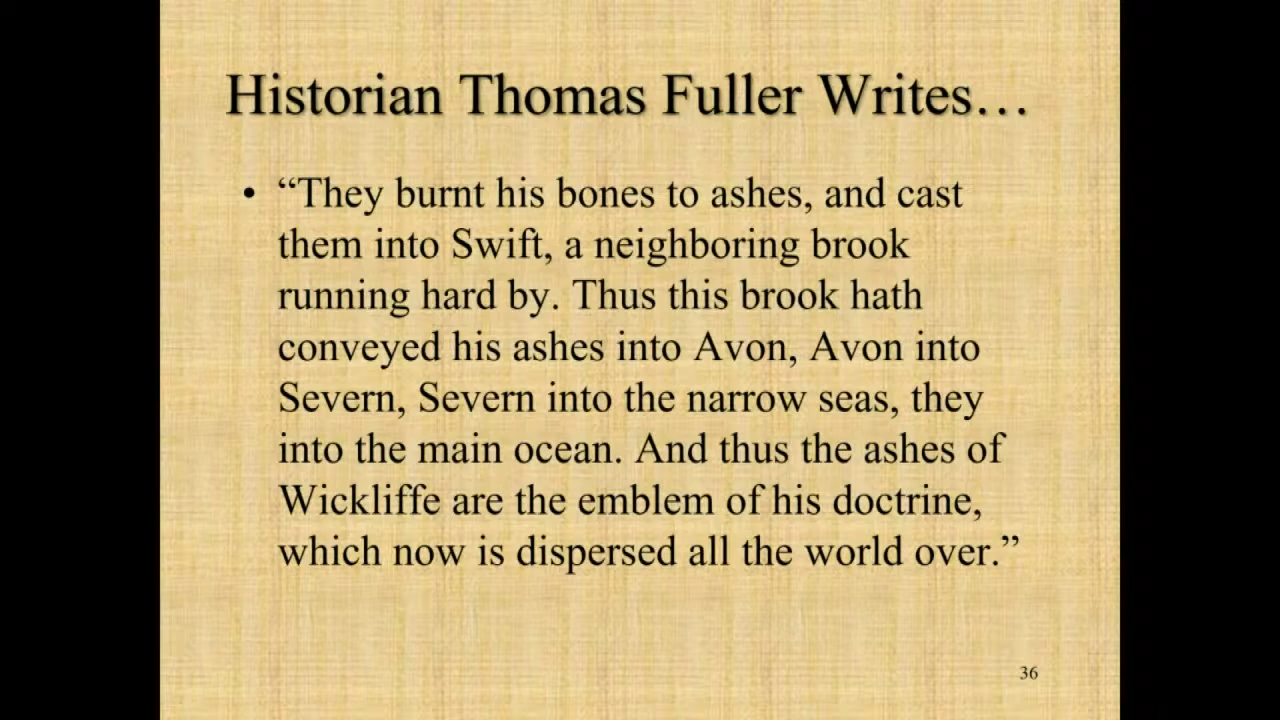 Historian Thomas Fuller Writes…
• “They burnt his bones to ashes, and cast
them into Swift, a neighboring brook
running hard by. Thus this brook hath
conveyed his ashes into Avon, Avon into
Severn, Severn into the narrow seas, they
into the main ocean. And thus the ashes of
Wickliffe are the emblem of his doctrine,
which now is dispersed all the world over.”
36